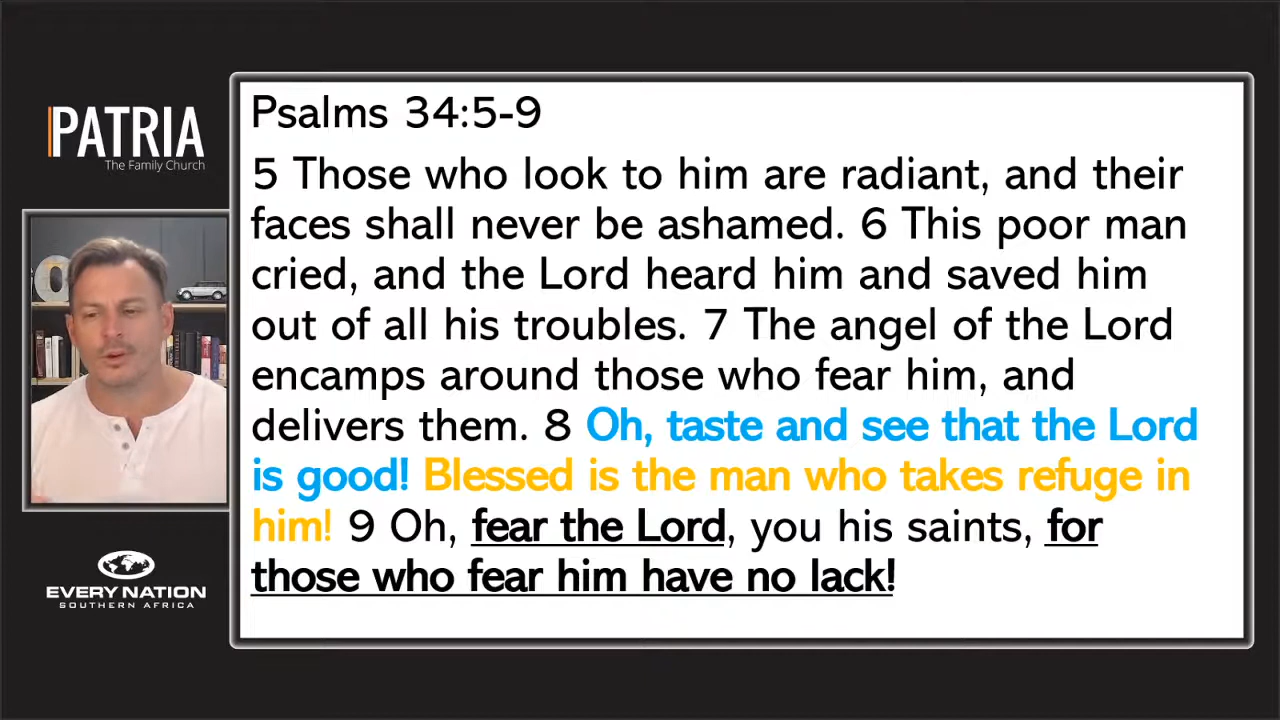 PATRIA
The Family Church
EVERY NATION
SOUTHERN AFRICA
Psalms 34:5-9
5 Those who look to him are radiant, and their
faces shall never be ashamed. 6 This poor man
cried, and the Lord heard him and saved him
out of all his troubles. 7 The angel of the Lord
encamps around those who fear him, and
delivers them. 8 Oh, taste and see that the Lord
is good! Blessed is the man who takes refuge in
him! 9 Oh, fear the Lord, you his saints, for
those who fear him have no lack!